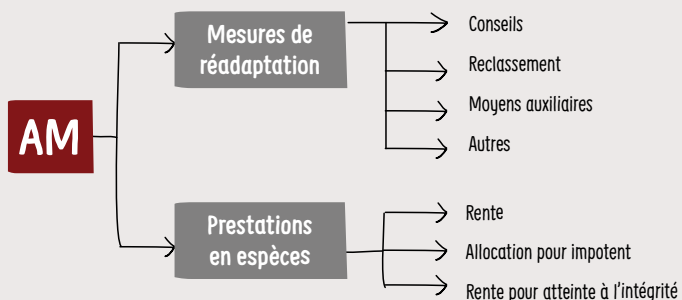 AM
Mesures de
réadaptation
Conseils
Reclassement
Moyens auxiliaires
Autres
Prestations
en espèces
Rente
Allocation pour impotent
Rente pour atteinte à l'intégrité